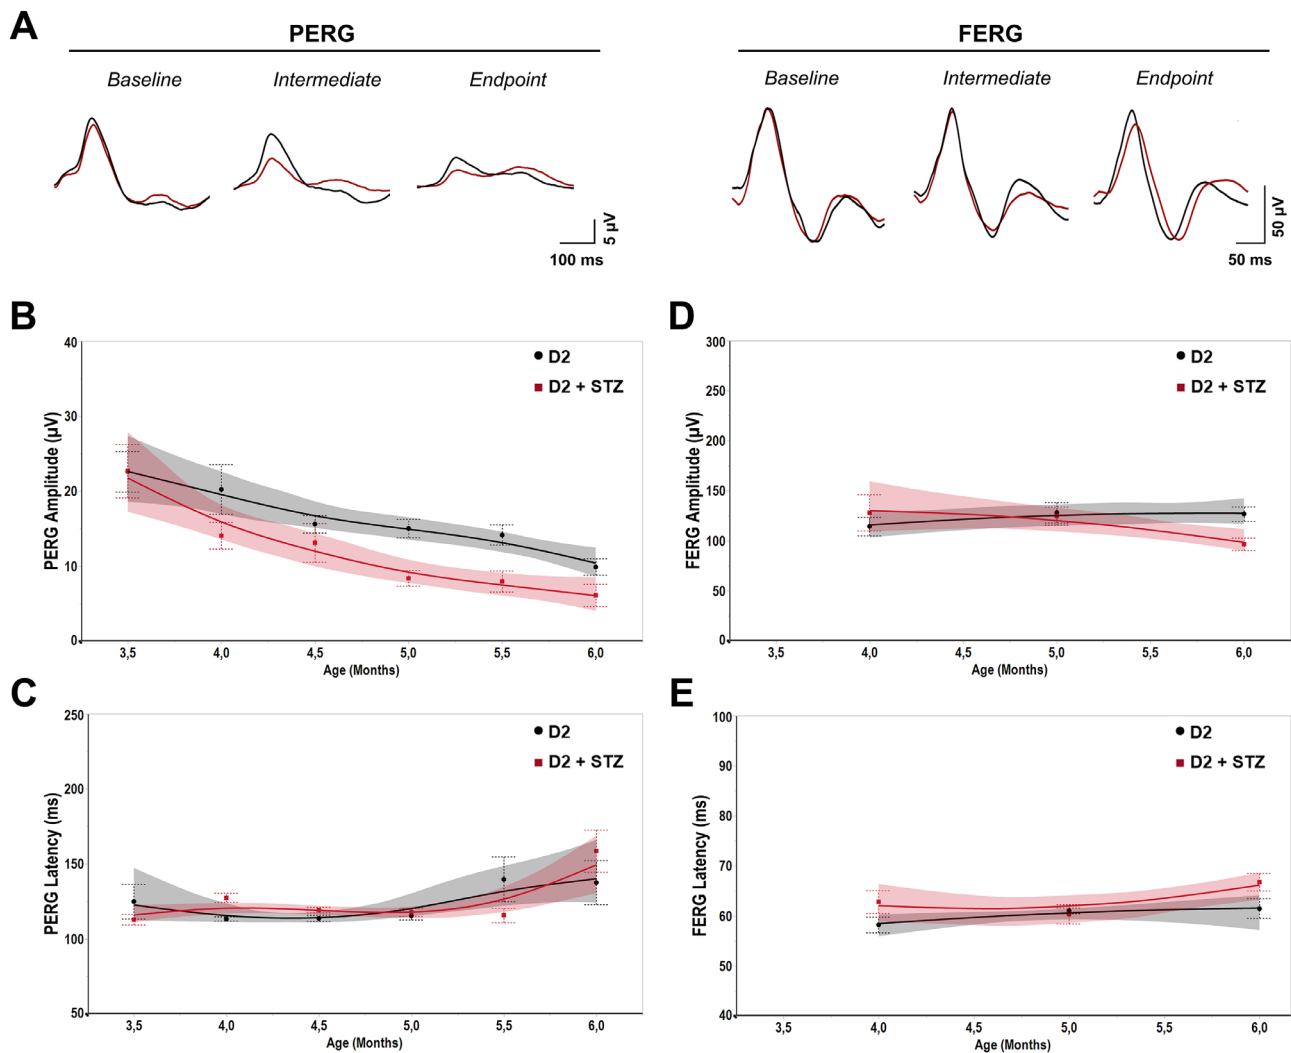 A
PERG
FERG
Baseline
Intermediate
Endpoint
Baseline
Intermediate
Endpoint
5 µV
100 ms
50 µV
50 ms
B
PERG Amplitude (µV)
40
30
20
10
0
D2
D2 + STZ
3,5
4,0
4,5
5,0
5,5
6,0
Age (Months)
D
FERG Amplitude (µV)
300
250
200
150
100
50
0
D2
D2 + STZ
3,5
4,0
4,5
5,0
5,5
6,0
Age (Months)
C
PERG Latency (ms)
250
200
150
100
50
D2
D2 + STZ
3,5
4,0
4,5
5,0
5,5
6,0
Age (Months)
E
FERG Latency (ms)
100
90
80
70
60
50
40
D2
D2 + STZ
3,5
4,0
4,5
5,0
5,5
6,0
Age (Months)